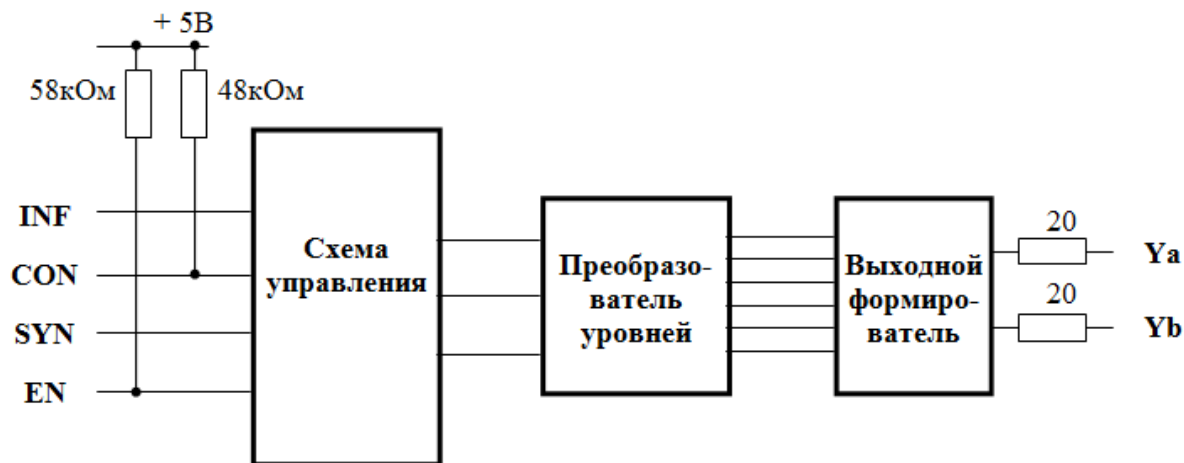 + 5В
58кОм
48кОм
INF
CON
SYN
EN
Схема
управления
Преобразо-
ватель
уровней
Выходной
формиро-
ватель
20
Ya
20
Yb